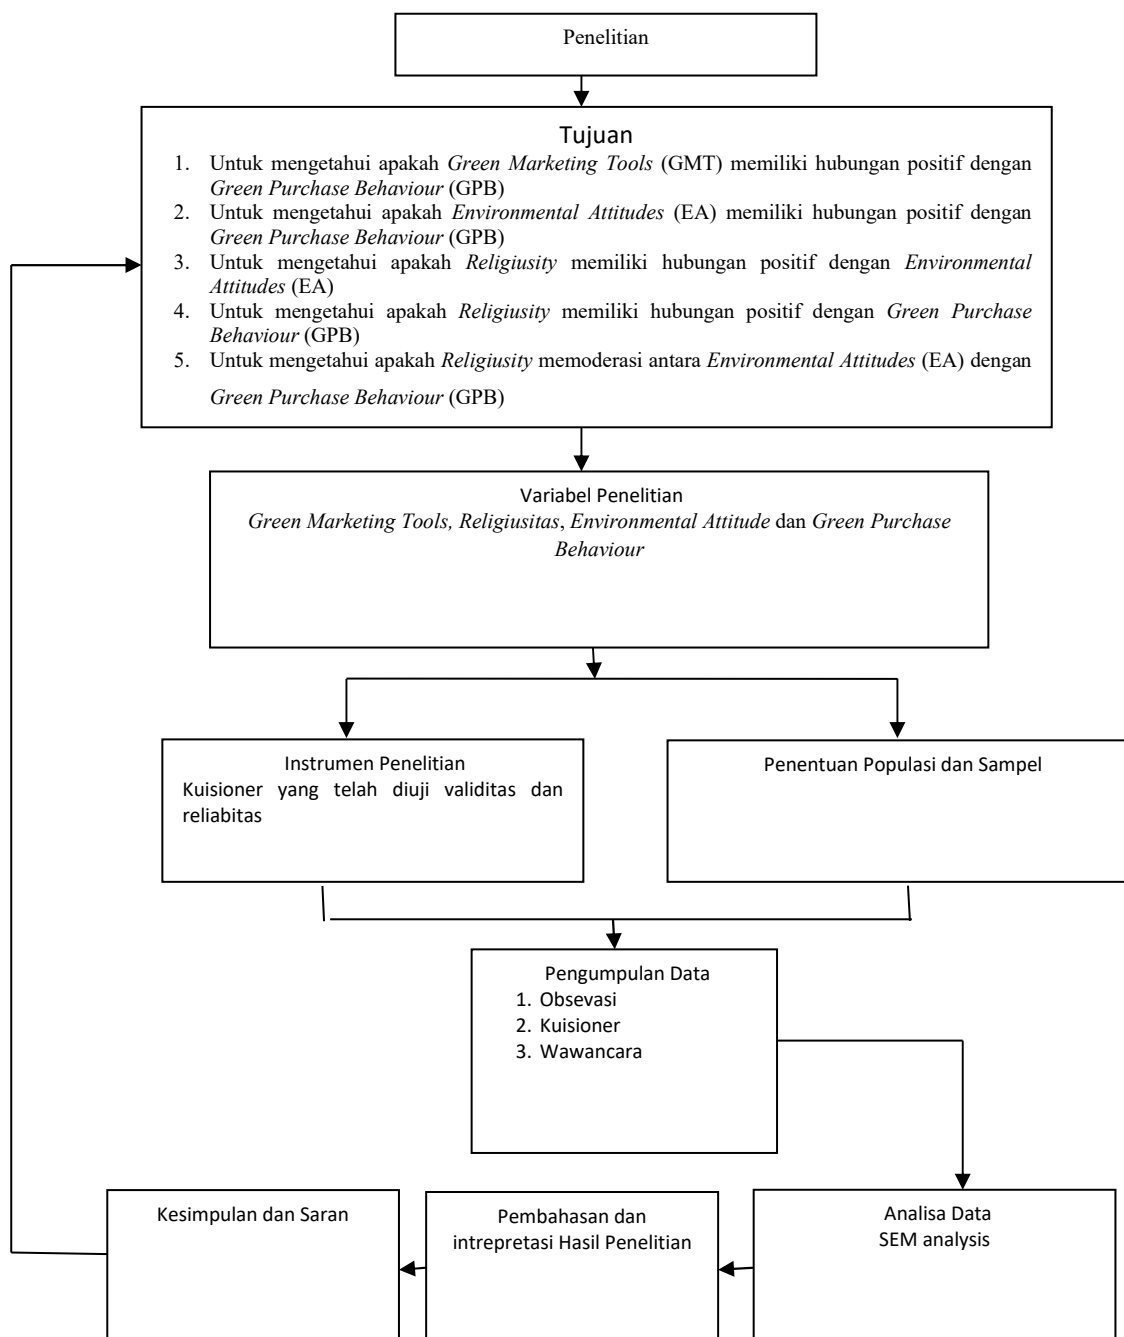 Penelitian
Tujuan
1. Untuk mengetahui apakah Green Marketing Tools (GMT) memiliki hubungan positif dengan
Green Purchase Behaviour (GPB)
2. Untuk mengetahui apakah Environmental Attitudes (EA) memiliki hubungan positif dengan
Green Purchase Behaviour (GPB)
3. Untuk mengetahui apakah Religiusity memiliki hubungan positif dengan Environmental
Attitudes (EA)
4. Untuk mengetahui apakah Religiusity memiliki hubungan positif dengan Green Purchase
Behaviour (GPB)
5. Untuk mengetahui apakah Religiusity memoderasi antara Environmental Attitudes (EA) dengan
Green Purchase Behaviour (GPB)
Variabel Penelitian
Green Marketing Tools, Religiusitas, Environmental Attitude dan Green Purchase
Behaviour
Instrumen Penelitian
Kuisioner yang telah diuji validitas dan
reliabitas
Penentuan Populasi dan Sampel
Pengumpulan Data
1. Obsevasi
2. Kuisioner
3. Wawancara
Kesimpulan dan Saran
Pembahasan dan
intrepretasi Hasil Penelitian
Analisa Data
SEM analysis